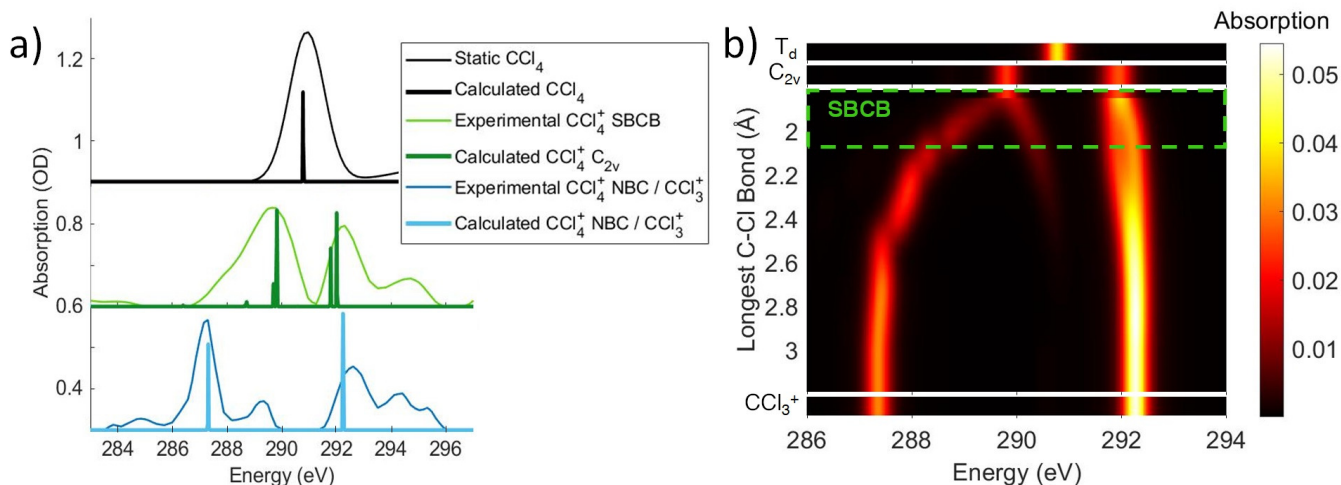 a)
1.2
1
0.8
0.6
0.4
Absorption (OD)
284 286 288 290 292 294 296
Energy (eV)
Static CCl₄
Calculated CCl₄
Experimental CCl₄⁺ SBCB
Calculated CCl₄⁺ C₂ᵥ
Experimental CCl₄⁺ NBC / CCl₃⁺
Calculated CCl₄⁺ NBC / CCl₃⁺
b)
T_d
C₂ᵥ
SBCB
2
2.2
2.4
2.6
2.8
3
CCl₃⁺
Longest C-Cl Bond (Å)
286 288 290 292 294
Energy (eV)
Absorption
0.05
0.04
0.03
0.02
0.01